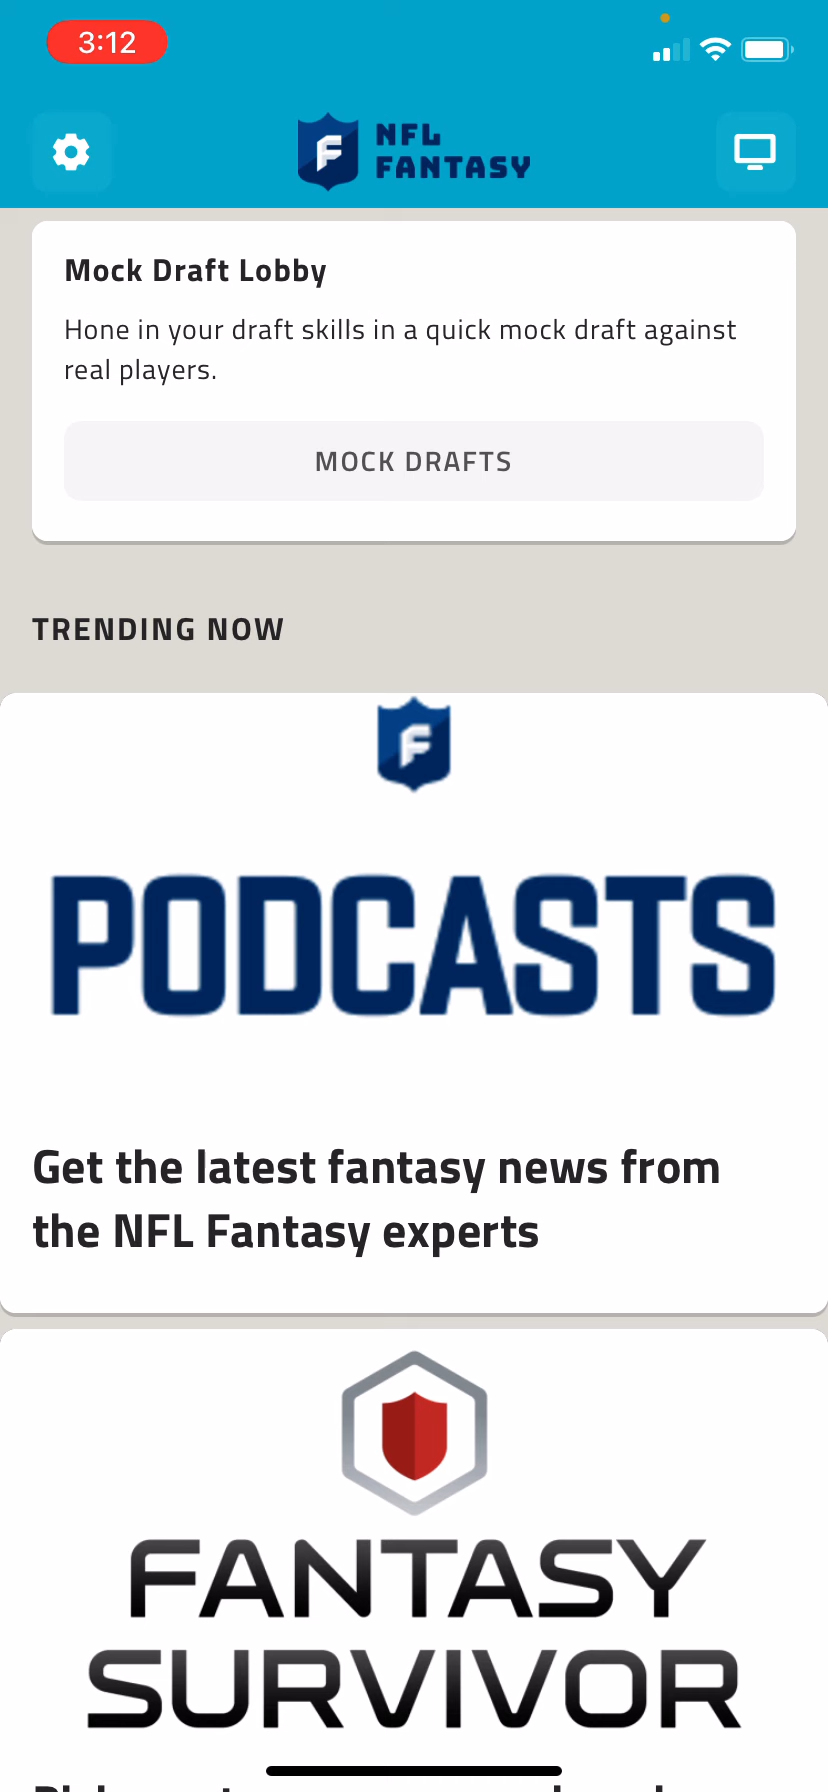 3:12
NFL
FANTASY
Mock Draft Lobby
Hone in your draft skills in a quick mock draft against
real players.
MOCK DRAFTS
TRENDING NOW
F
PODCASTS
Get the latest fantasy news from
the NFL Fantasy experts
FANTASY
SURVIVOR